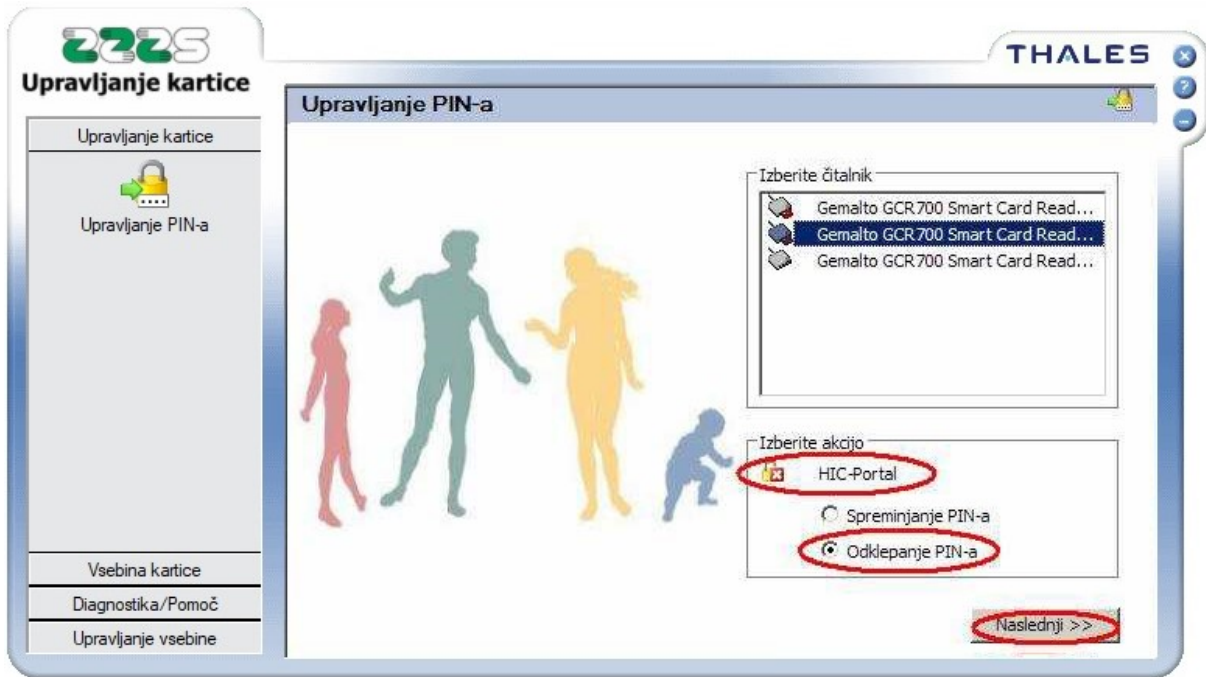 ZZZS
Upravljanje kartice
THALES
Upravljanje PIN-a
Upravljanje kartice
Upravljanje PIN-a
Izberite čitalnik
Gemalto GCR700 Smart Card Read...
Gemalto GCR700 Smart Card Read...
Gemalto GCR700 Smart Card Read...
Izberite akcijo
HIC-Portal
Spreminjanje PIN-a
Odklepanje PIN-a
Vsebina kartice
Diagnostika/Pomoč
Upravljanje vsebine
Naslednji >>